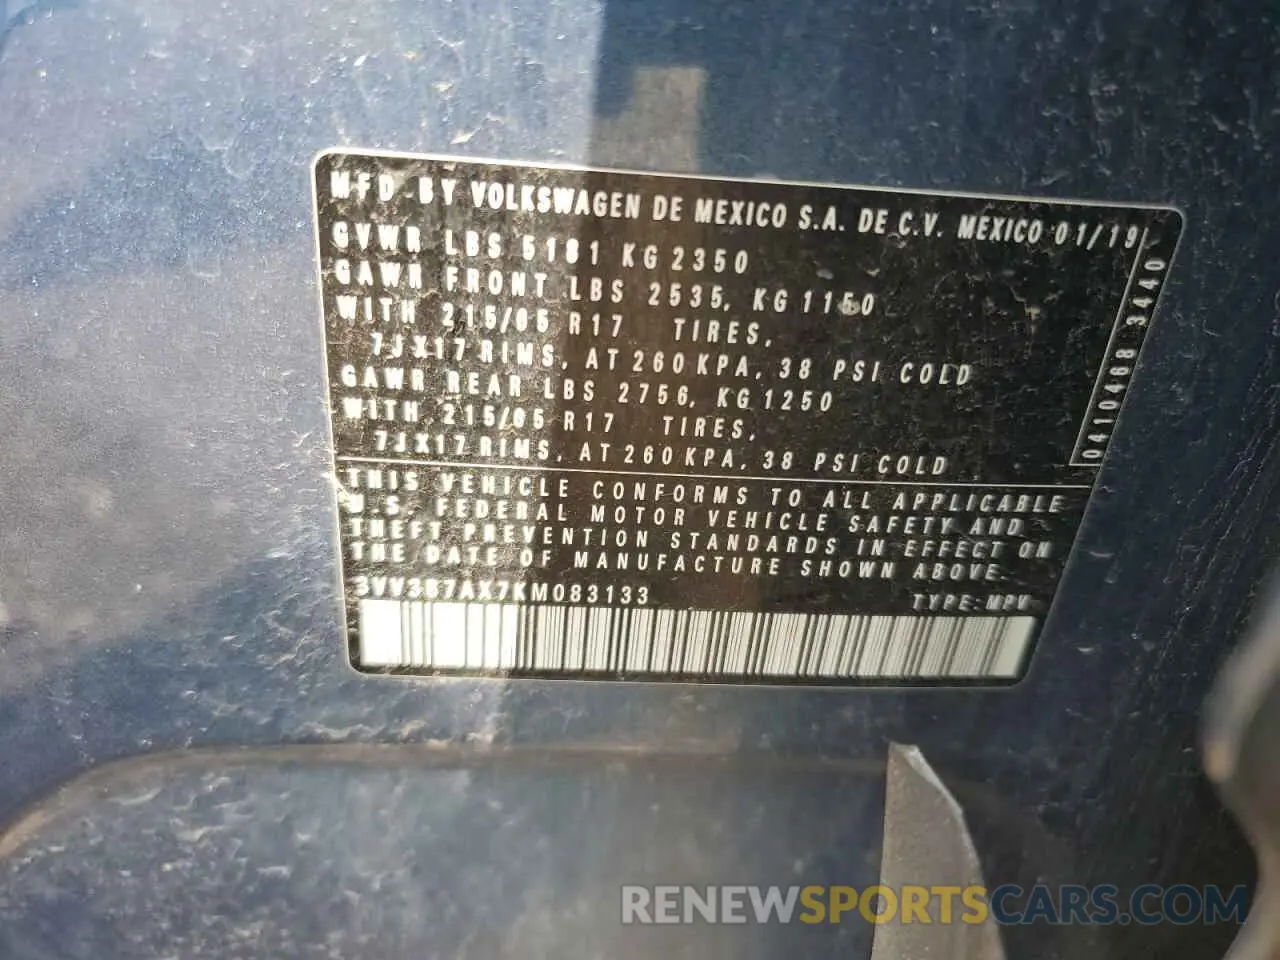 MFD BY VOLKSWAGEN DE MEXICO S.A. DE C.V. MEXICO 01/19
GVWR LBS 5181 KG 2350
GAWR FRONT LBS 2535, KG 1150
WITH 215/65 R17 TIRES,
7JX17 RIMS, AT 260 KPA, 38 PSI COLD
GAWR REAR LBS 2756, KG 1250
WITH 215/65 R17 TIRES,
7JX17 RIMS, AT 260 KPA, 38 PSI COLD
0410468 3440
THIS VEHICLE CONFORMS TO ALL APPLICABLE
U.S. FEDERAL MOTOR VEHICLE SAFETY AND
THEFT PREVENTION STANDARDS IN EFFECT ON
THE DATE OF MANUFACTURE SHOWN ABOVE.
3VV3B7AX7KM083133 TYPE: MPV
RENEWSPORTSCARS.COM